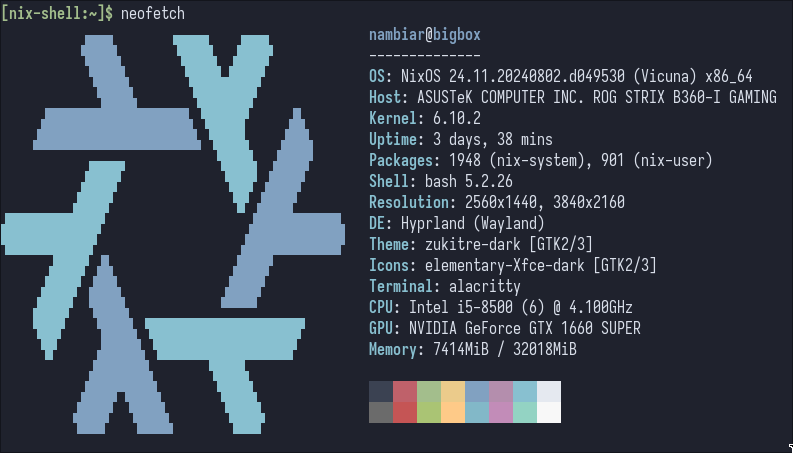 [nix-shell:~]$ neofetch
nambiar@bigbox
--------------
OS: NixOS 24.11.20240802.d049530 (Vicuna) x86_64
Host: ASUSTeK COMPUTER INC. ROG STRIX B360-I GAMING
Kernel: 6.10.2
Uptime: 3 days, 38 mins
Packages: 1948 (nix-system), 901 (nix-user)
Shell: bash 5.2.26
Resolution: 2560x1440, 3840x2160
DE: Hyprland (Wayland)
Theme: zukitre-dark [GTK2/3]
Icons: elementary-Xfce-dark [GTK2/3]
Terminal: alacritty
CPU: Intel i5-8500 (6) @ 4.100GHz
GPU: NVIDIA GeForce GTX 1660 SUPER
Memory: 7414MiB / 32018MiB